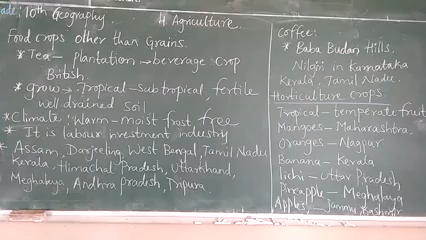 ade: 10th Geography. 4 Agriculture.
Food crops other than Grains.
* Tea - Plantation → beverage crop
British.
* grow → Tropical - Subtropical, fertile
well drained Soil
* Climate: Warm - moist frost free
* It is labour investment industry
* Assam, Darjeeling, West Bengal, Tamil Nadu
Kerala, Himachal Pradesh, Uttarkhand,
Meghalaya, Andhra pradesh, Tripura
Coffee:
* Baba Budan Hills,
Nilgiri in Karnataka
Kerala, Tamil Nadu.
Horticulture crops
Tropical - temperate fruit
Mangoes - Maharashtra.
Oranges - Nagpur
Banana - Kerala
lichi - Uttar Pradesh
Pineapple - Meghalaya
Apples - Jammu, Kashmir